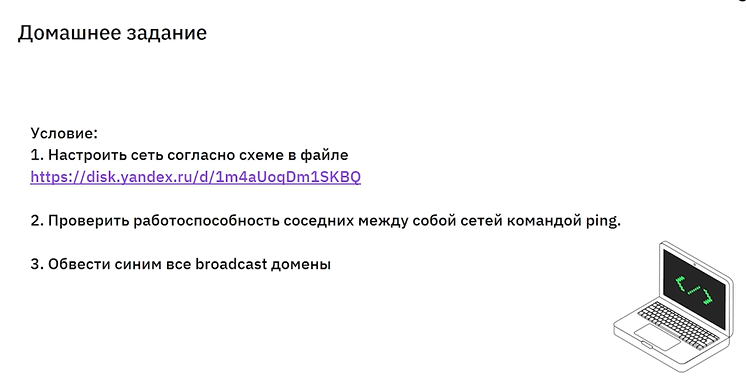 Домашнее задание
Условие:
1. Настроить сеть согласно схеме в файле
https://disk.yandex.ru/d/1m4aUoqDm1SKBQ
2. Проверить работоспособность соседних между собой сетей командой ping.
3. Обвести синим все broadcast домены